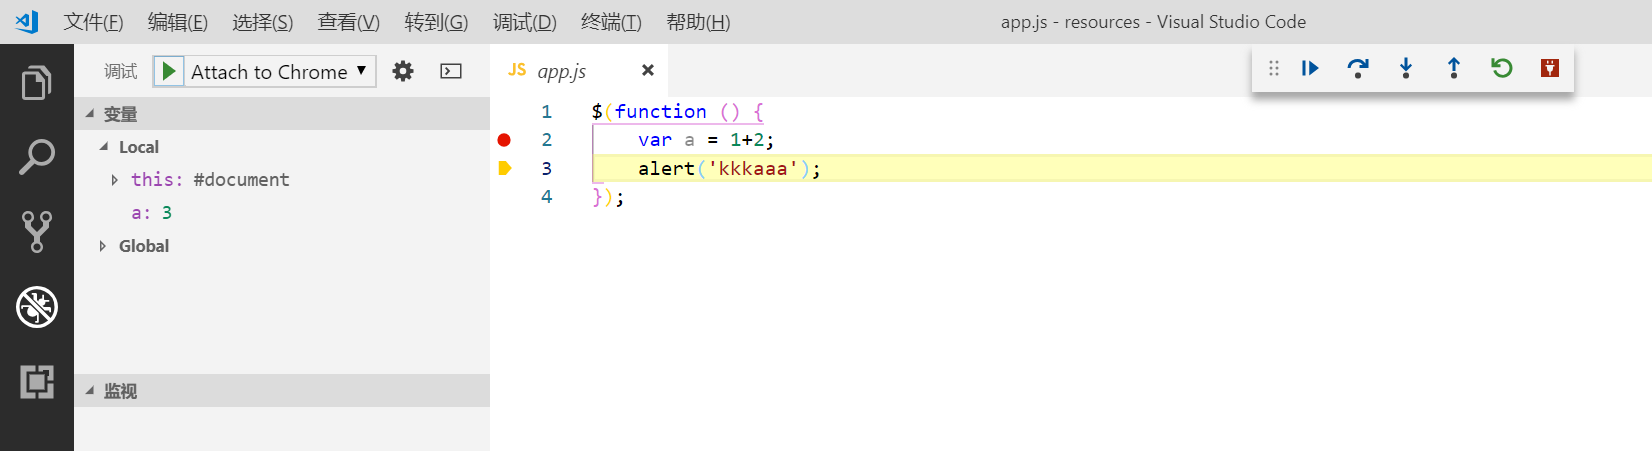 文件(F) 编辑(E) 选择(S) 查看(V) 转到(G) 调试(D) 终端(T) 帮助(H) app.js - resources - Visual Studio Code
调试 Attach to Chrome
JS app.js
变量
Local
this: #document
a: 3
Global
监视
1 $(function () {
2 var a = 1+2;
3 alert('kkkaaa');
4 });